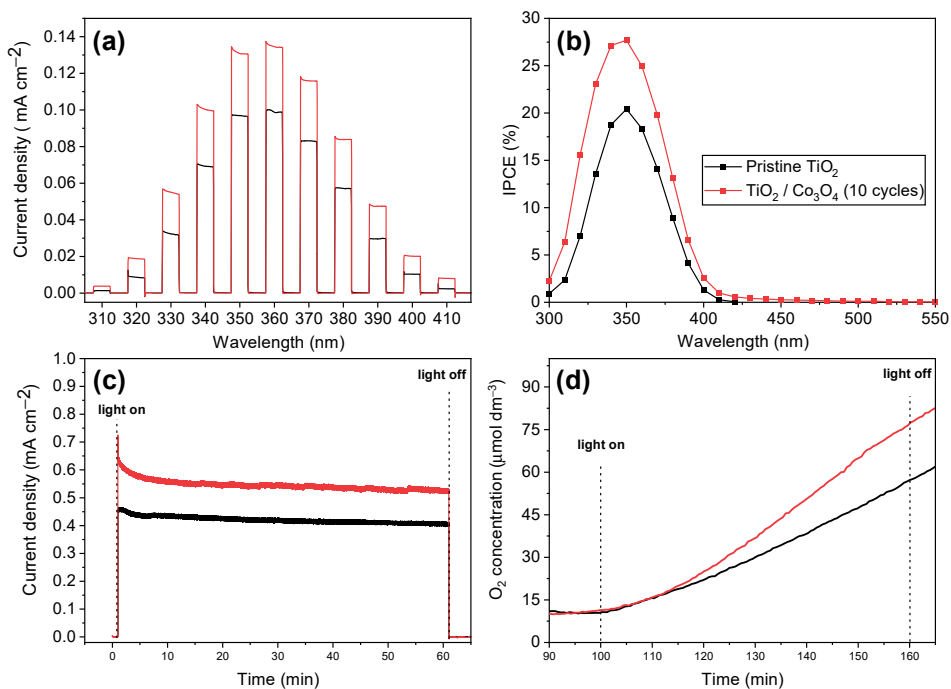 (a)
Current density ( mA cm⁻²)
0.14
0.12
0.10
0.08
0.06
0.04
0.02
0.00
310 320 330 340 350 360 370 380 390 400 410
Wavelength (nm)
(b)
IPCE (%)
30
25
20
15
10
5
0
Pristine TiO₂
TiO₂ / Co₃O₄ (10 cycles)
300 350 400 450 500 550
Wavelength (nm)
(c)
Current density (mA cm⁻²)
1.0
0.9
0.8
0.7
0.6
0.5
0.4
0.3
0.2
0.1
0.0
light on
light off
0 10 20 30 40 50 60
Time (min)
(d)
O₂ concentration (μmol dm⁻³)
90
75
60
45
30
15
0
light on
light off
90 100 110 120 130 140 150 160
Time (min)